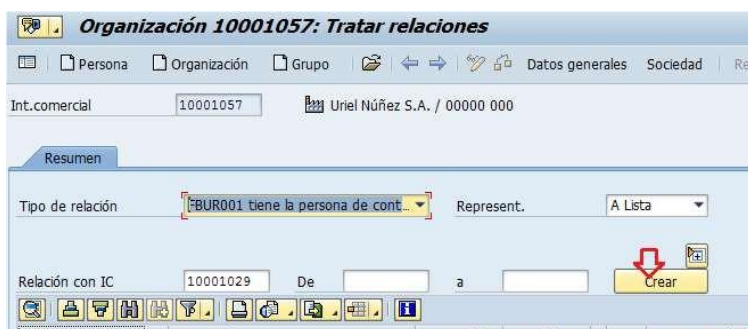 Organización 10001057: Tratar relaciones
Persona Organización Grupo Datos generales Sociedad Re
Int.comercial 10001057 Uriel Núñez S.A. / 00000 000
Resumen
Tipo de relación FBUR001 tiene la persona de cont... Represent. A Lista
Relación con IC 10001029 De a Crear